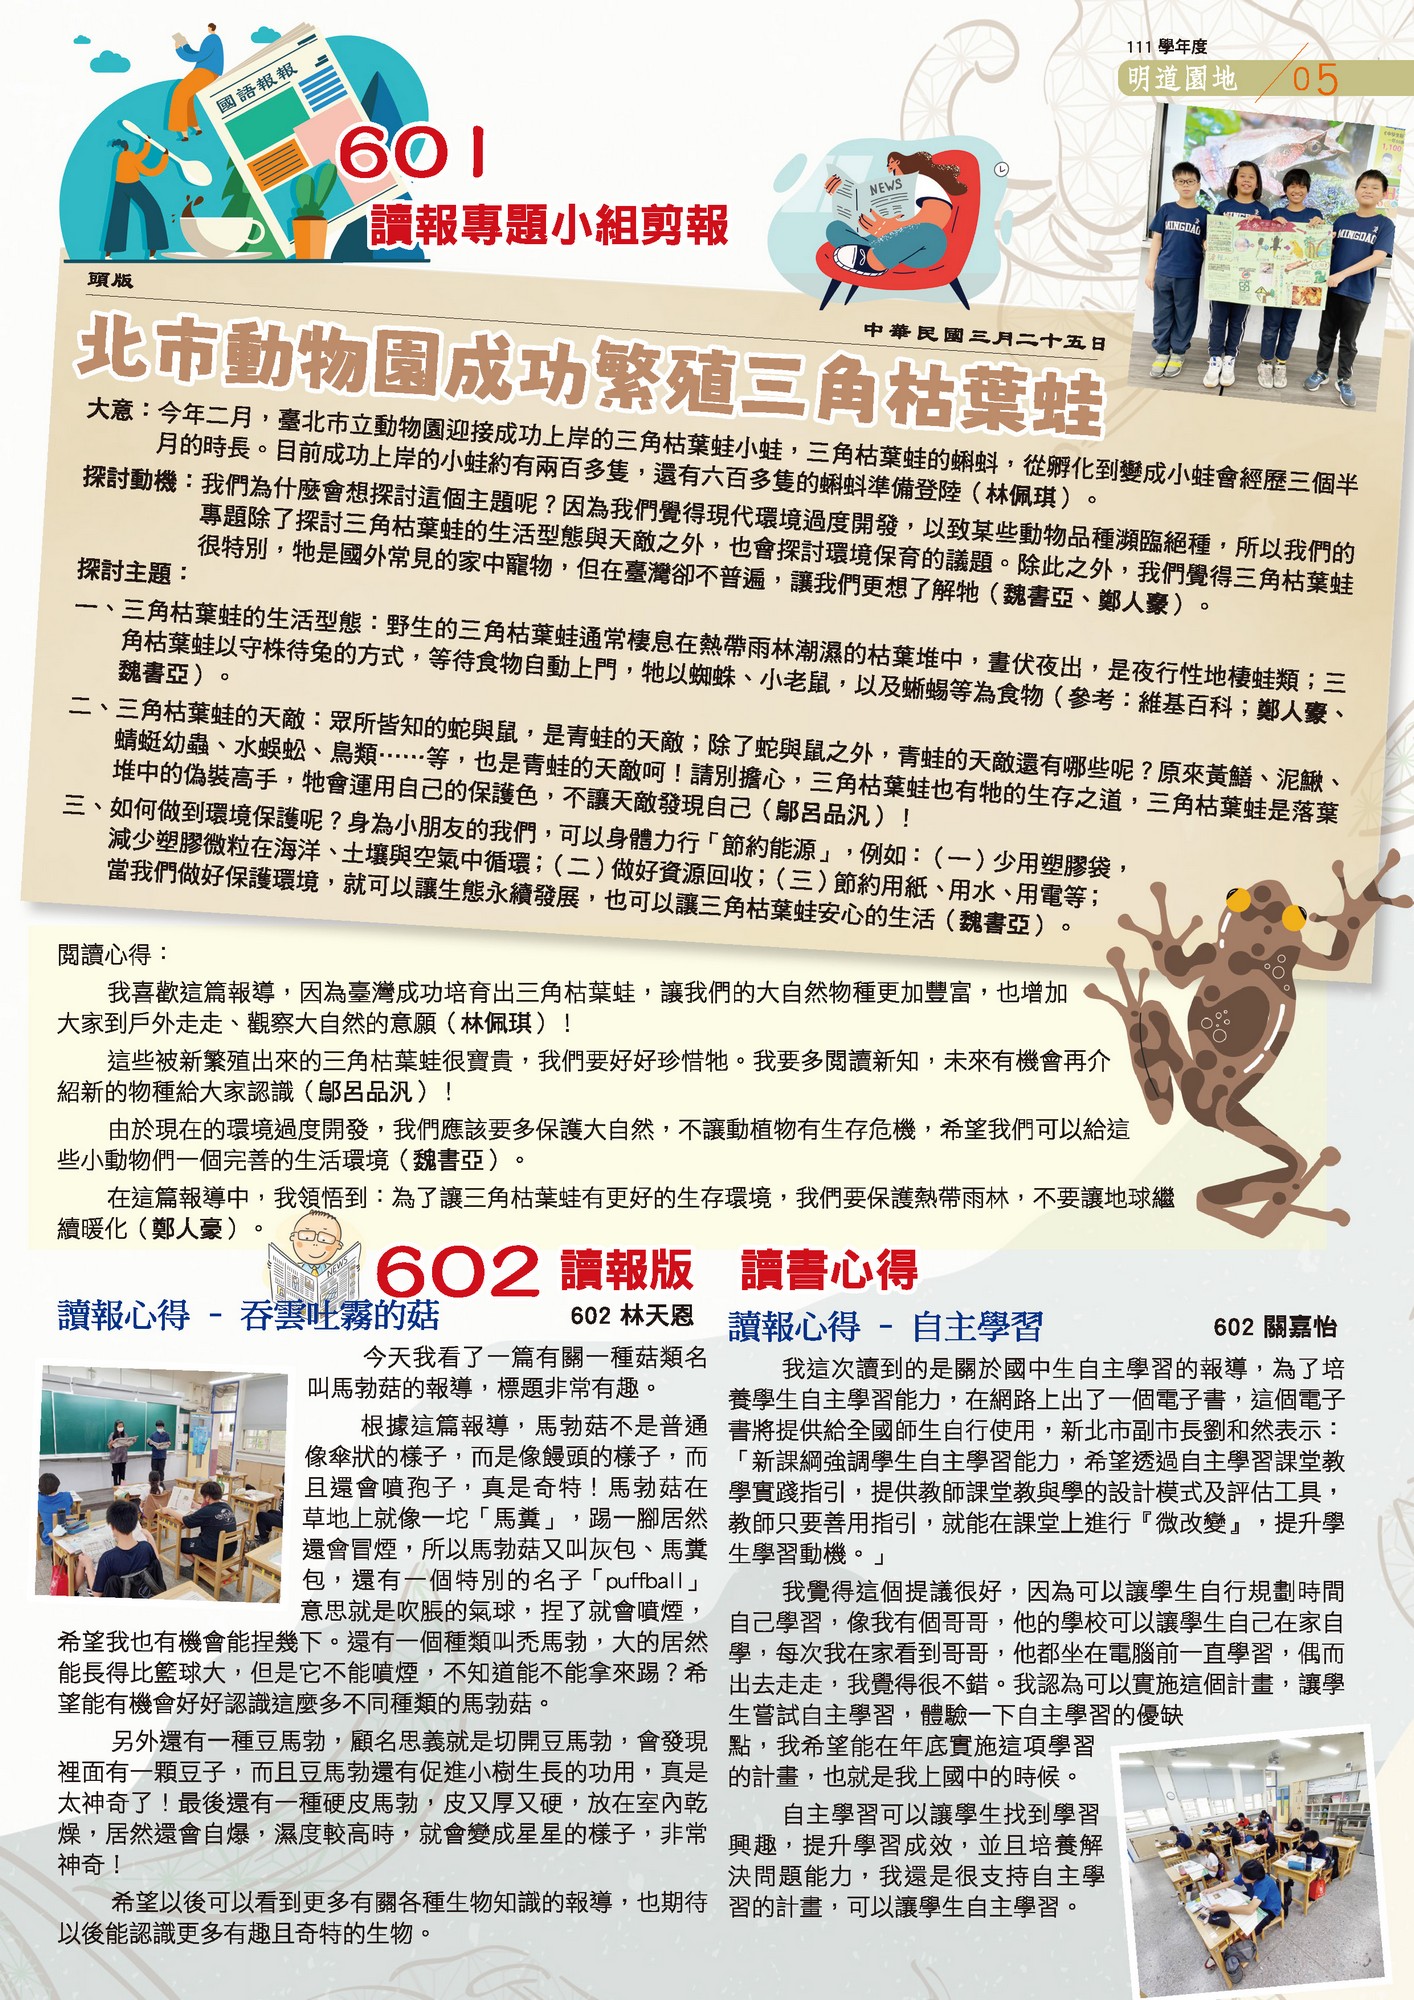 111 學年度
明道園地 05
國語報報
601
讀報專題小組剪報
NEWS
MINGDAO
MINGDAO
1,100
頭版
中華民國三月二十五日
北市動物園成功繁殖三角枯葉蛙
大意：今年二月，臺北市立動物園迎接成功上岸的三角枯葉蛙小蛙，三角枯葉蛙的蝌蚪，從孵化到變成小蛙會經歷三個半
月的時長。目前成功上岸的小蛙約有兩百多隻，還有六百多隻的蝌蚪準備登陸（林佩琪）。
探討動機：我們為什麼會想探討這個主題呢？因為我們覺得現代環境過度開發，以致某些動物品種瀕臨絕種，所以我們的
專題除了探討三角枯葉蛙的生活型態與天敵之外，也會探討環境保育的議題。除此之外，我們覺得三角枯葉蛙
很特別，牠是國外常見的家中寵物，但在臺灣卻不普遍，讓我們更想了解牠（魏書亞、鄭人豪）。
探討主題：
一、三角枯葉蛙的生活型態：野生的三角枯葉蛙通常棲息在熱帶雨林潮濕的枯葉堆中，晝伏夜出，是夜行性地棲蛙類；三
角枯葉蛙以守株待兔的方式，等待食物自動上門，牠以蜘蛛、小老鼠，以及蜥蜴等為食物（參考：維基百科；鄭人豪、
魏書亞）。
二、三角枯葉蛙的天敵：眾所皆知的蛇與鼠，是青蛙的天敵；除了蛇與鼠之外，青蛙的天敵還有哪些呢？原來黃鱔、泥鰍、
蜻蜓幼蟲、水蜈蚣、鳥類……等，也是青蛙的天敵呵！請別擔心，三角枯葉蛙也有牠的生存之道，三角枯葉蛙是落葉
堆中的偽裝高手，牠會運用自己的保護色，不讓天敵發現自己（鄔呂品汎）！
三、如何做到環境保護呢？身為小朋友的我們，可以身體力行「節約能源」，例如：（一）少用塑膠袋，
減少塑膠微粒在海洋、土壤與空氣中循環；（二）做好資源回收；（三）節約用紙、用水、用電等；
當我們做好保護環境，就可以讓生態永續發展，也可以讓三角枯葉蛙安心的生活（魏書亞）。
閱讀心得：
我喜歡這篇報導，因為臺灣成功培育出三角枯葉蛙，讓我們的大自然物種更加豐富，也增加
大家到戶外走走、觀察大自然的意願（林佩琪）！
這些被新繁殖出來的三角枯葉蛙很寶貴，我們要好好珍惜牠。我要多閱讀新知，未來有機會再介
紹新的物種給大家認識（鄔呂品汎）！
由於現在的環境過度開發，我們應該要多保護大自然，不讓動植物有生存危機，希望我們可以給這
些小動物們一個完善的生活環境（魏書亞）。
在這篇報導中，我領悟到：為了讓三角枯葉蛙有更好的生存環境，我們要保護熱帶雨林，不要讓地球繼
續暖化（鄭人豪）。
NEWS
602 讀報版 讀書心得
讀報心得 - 吞雲吐霧的菇
602 林天恩
今天我看了一篇有關一種菇類名
叫馬勃菇的報導，標題非常有趣。
根據這篇報導，馬勃菇不是普通
像傘狀的樣子，而是像饅頭的樣子，而
且還會噴孢子，真是奇特！馬勃菇在
草地上就像一坨「馬糞」，踢一腳居然
還會冒煙，所以馬勃菇又叫灰包、馬糞
包，還有一個特別的名子「puffball」
意思就是吹脹的氣球，捏了就會噴煙，
希望我也有機會能捏幾下。還有一個種類叫禿馬勃，大的居然
能長得比籃球大，但是它不能噴煙，不知道能不能拿來踢？希
望能有機會好好認識這麼多不同種類的馬勃菇。
另外還有一種豆馬勃，顧名思義就是切開豆馬勃，會發現
裡面有一顆豆子，而且豆馬勃還有促進小樹生長的功用，真是
太神奇了！最後還有一種硬皮馬勃，皮又厚又硬，放在室內乾
燥，居然還會自爆，濕度較高時，就會變成星星的樣子，非常
神奇！
希望以後可以看到更多有關各種生物知識的報導，也期待
以後能認識更多有趣且奇特的生物。
讀報心得 - 自主學習
602 關嘉怡
我這次讀到的是關於國中生自主學習的報導，為了培
養學生自主學習能力，在網路上出了一個電子書，這個電子
書將提供給全國師生自行使用，新北市副市長劉和然表示：
「新課綱強調學生自主學習能力，希望透過自主學習課堂教
學實踐指引，提供教師課堂教與學的設計模式及評估工具，
教師只要善用指引，就能在課堂上進行『微改變』，提升學
生學習動機。」
我覺得這個提議很好，因為可以讓學生自行規劃時間
自己學習，像我有個哥哥，他的學校可以讓學生自己在家自
學，每次我在家看到哥哥，他都坐在電腦前一直學習，偶而
出去走走，我覺得很不錯。我認為可以實施這個計畫，讓學
生嘗試自主學習，體驗一下自主學習的優缺
點，我希望能在年底實施這項學習
的計畫，也就是我上國中的時候。
自主學習可以讓學生找到學習
興趣，提升學習成效，並且培養解
決問題能力，我還是很支持自主學
習的計畫，可以讓學生自主學習。